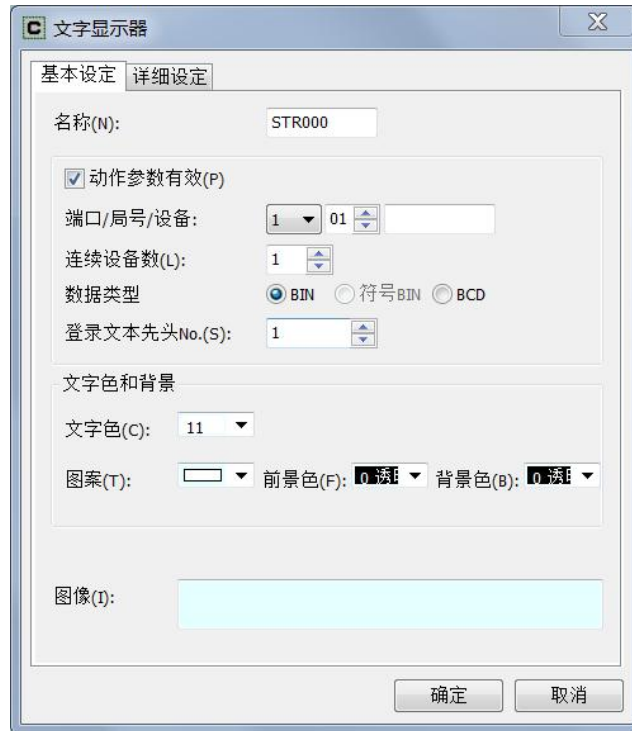 C 文字显示器
基本设定 详细设定
名称(N): STR000
动作参数有效(P)
端口/局号/设备: 1 01
连续设备数(L): 1
数据类型 BIN 符号BIN BCD
登录文本先头No.(S): 1
文字色和背景
文字色(C): 11
图案(T): 前景色(F): 0 透 背景色(B): 0 透
图像(I):
确定 取消